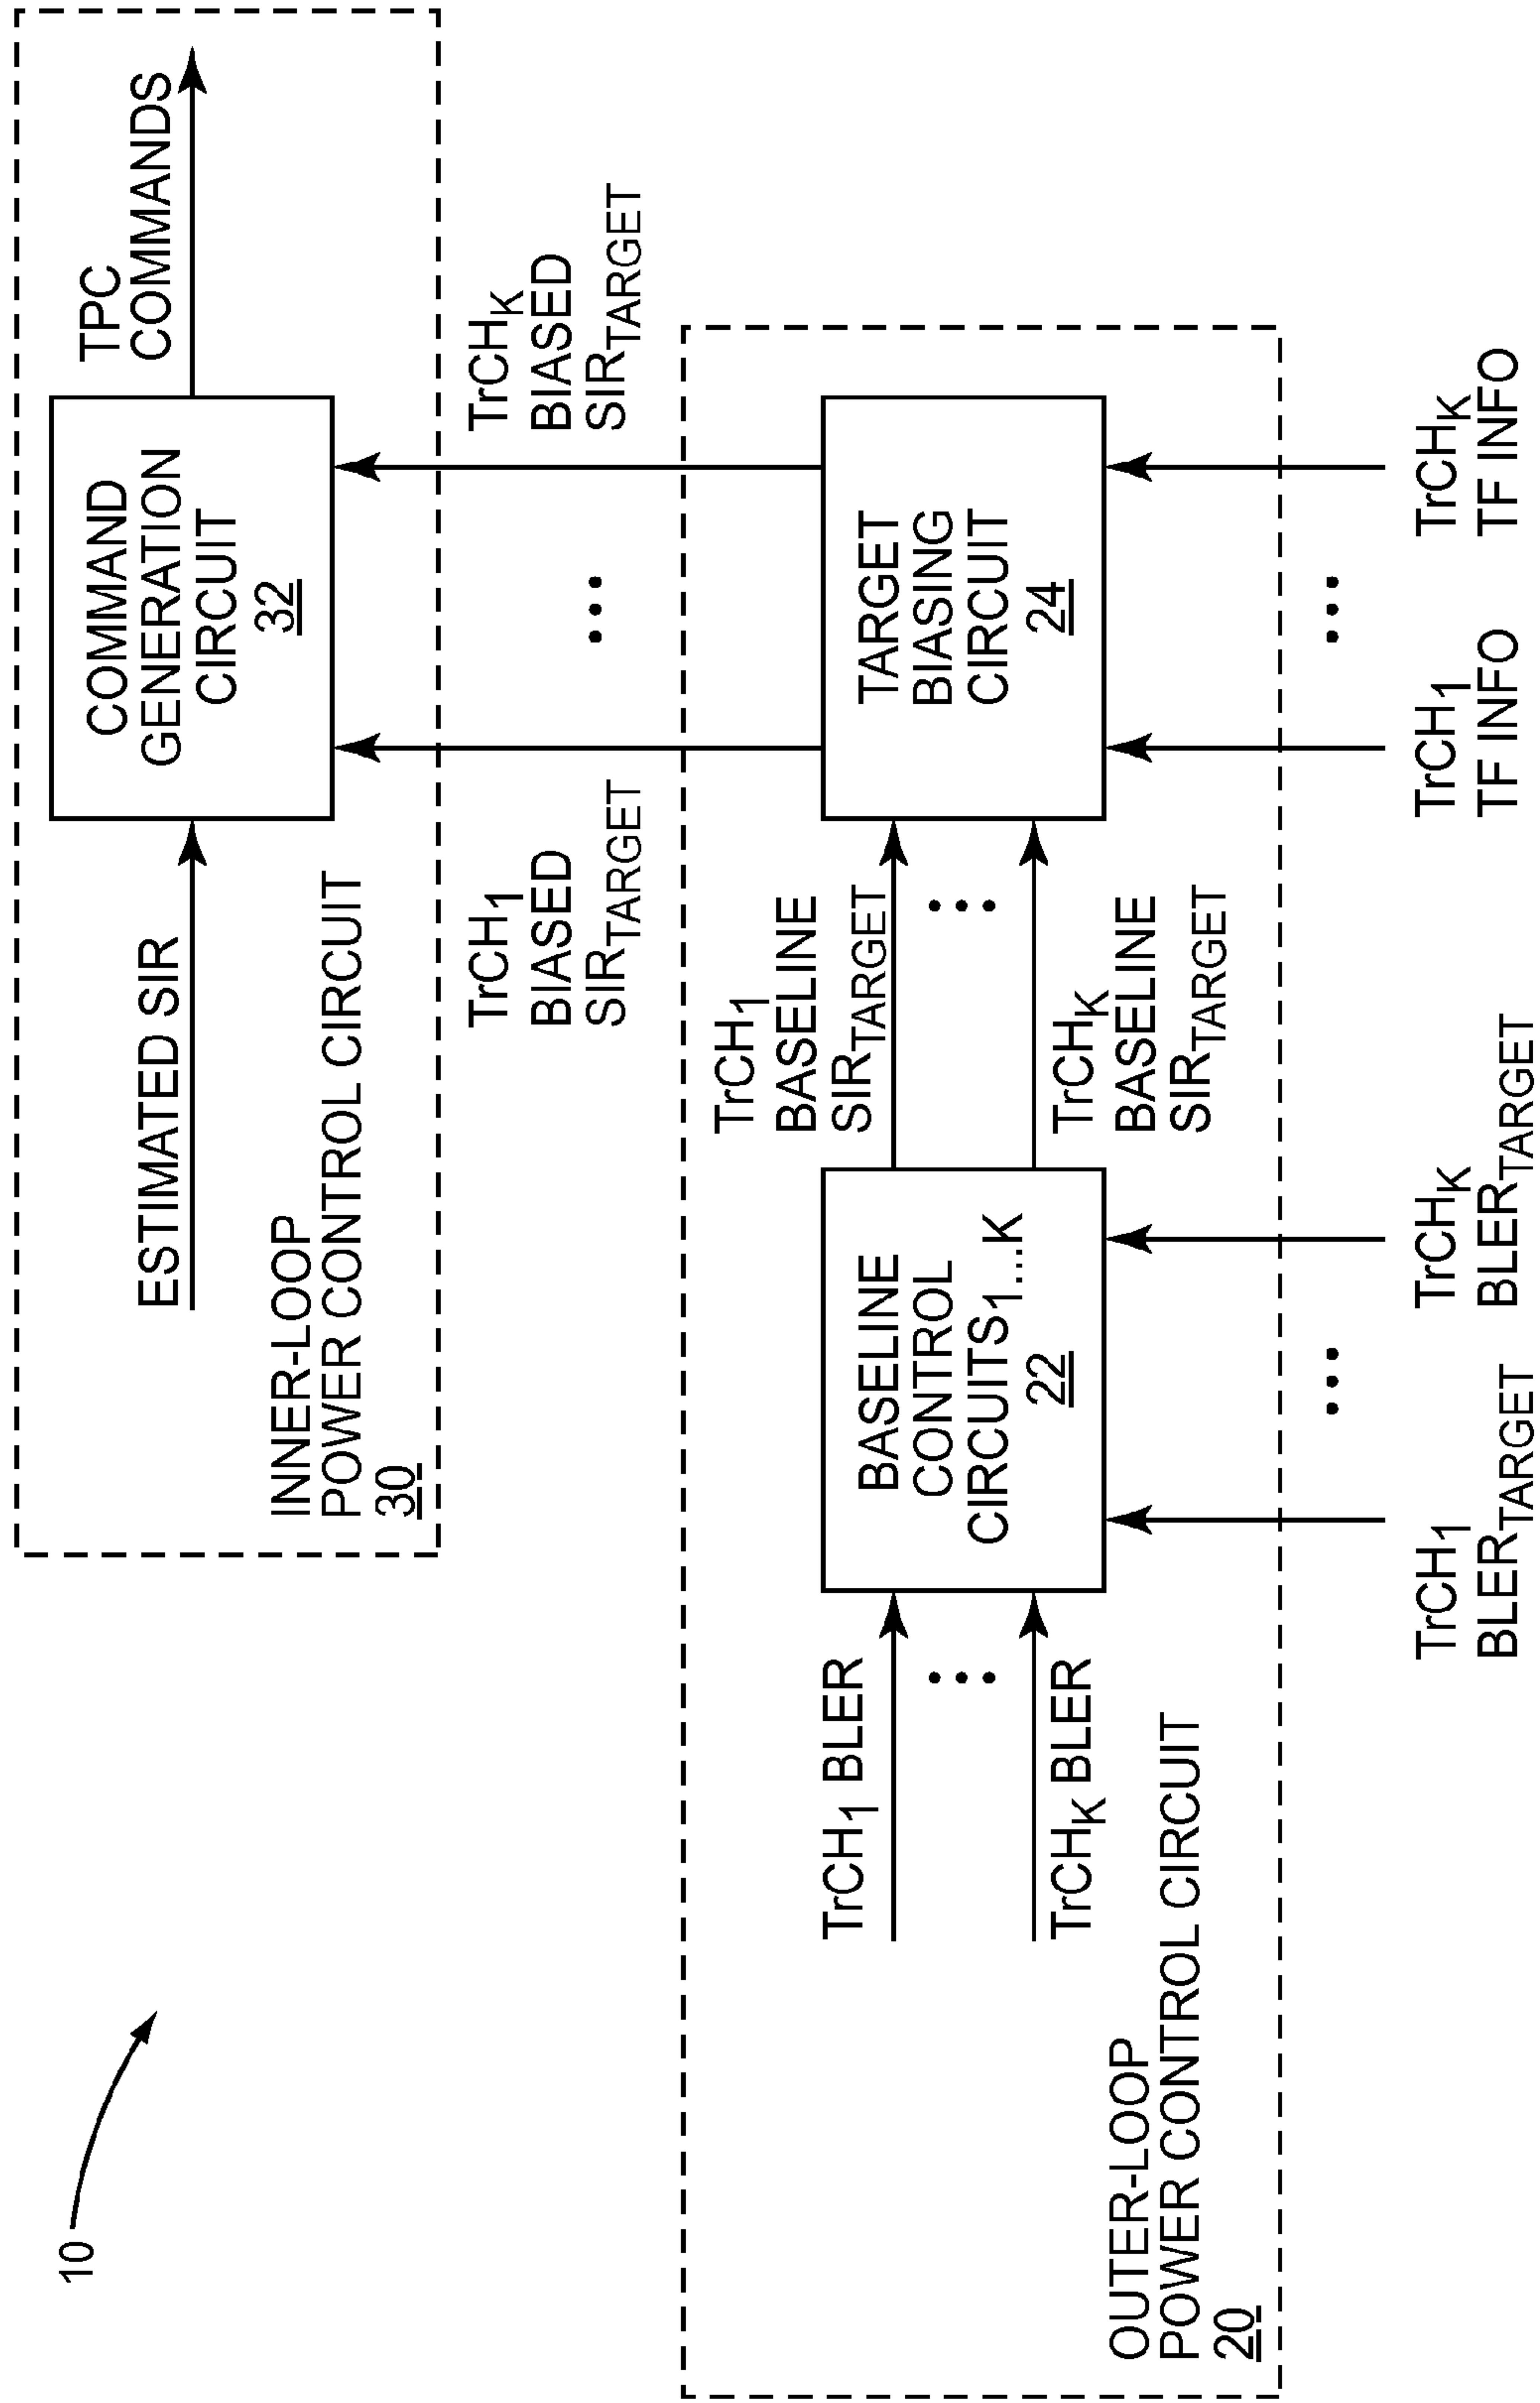 10
ESTIMATED SIR
COMMAND
GENERATION
CIRCUIT
32
TPC
COMMANDS
INNER-LOOP
POWER CONTROL CIRCUIT
30
TrCH1
BIASED
SIRTARGET
TrCHK
BIASED
SIRTARGET
TrCH1 BLER
TrCHK BLER
BASELINE
CONTROL
CIRCUITS1...K
22
TrCH1
BASELINE
SIRTARGET
TrCHK
BASELINE
SIRTARGET
TARGET
BIASING
CIRCUIT
24
OUTER-LOOP
POWER CONTROL CIRCUIT
20
TrCH1
BLERTARGET
TrCHK
BLERTARGET
TrCH1
TF INFO
TrCHK
TF INFO